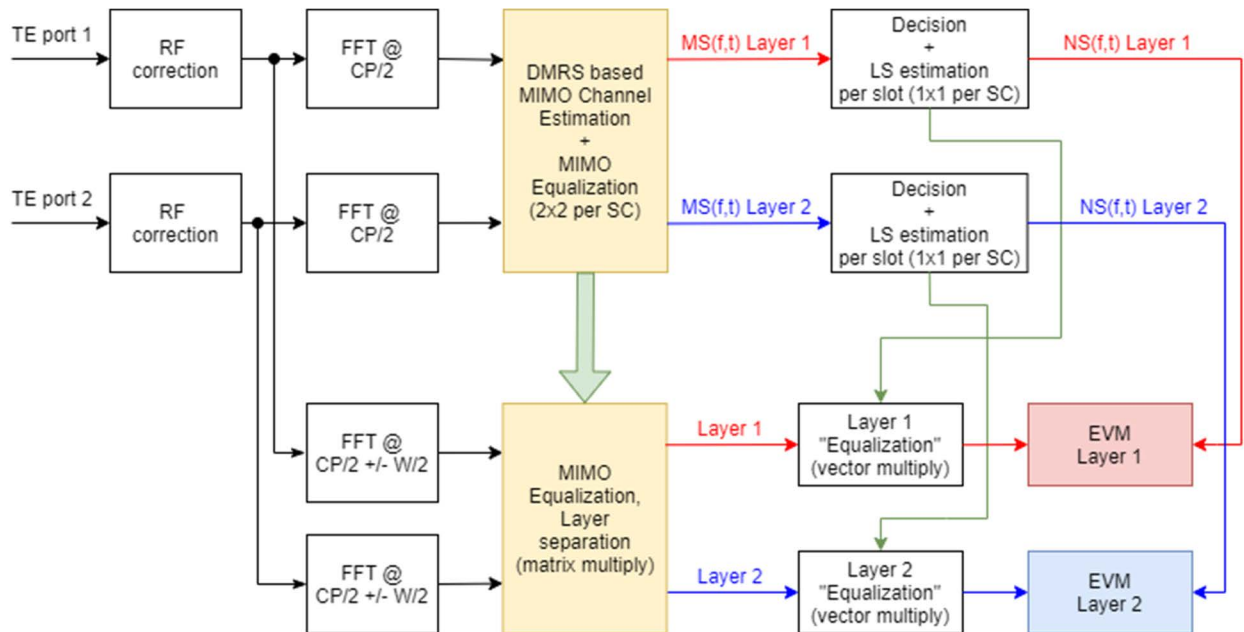 TE port 1
RF
correction
FFT @
CP/2
DMRS based
MIMO Channel
Estimation
+
MIMO
Equalization
(2x2 per SC)
MS(f,t) Layer 1
Decision
+
LS estimation
per slot (1x1 per SC)
NS(f,t) Layer 1
TE port 2
RF
correction
FFT @
CP/2
MS(f,t) Layer 2
Decision
+
LS estimation
per slot (1x1 per SC)
NS(f,t) Layer 2
FFT @
CP/2 +/- W/2
MIMO
Equalization,
Layer
separation
(matrix multiply)
Layer 1
Layer 1
"Equalization"
(vector multiply)
EVM
Layer 1
FFT @
CP/2 +/- W/2
Layer 2
Layer 2
"Equalization"
(vector multiply)
EVM
Layer 2